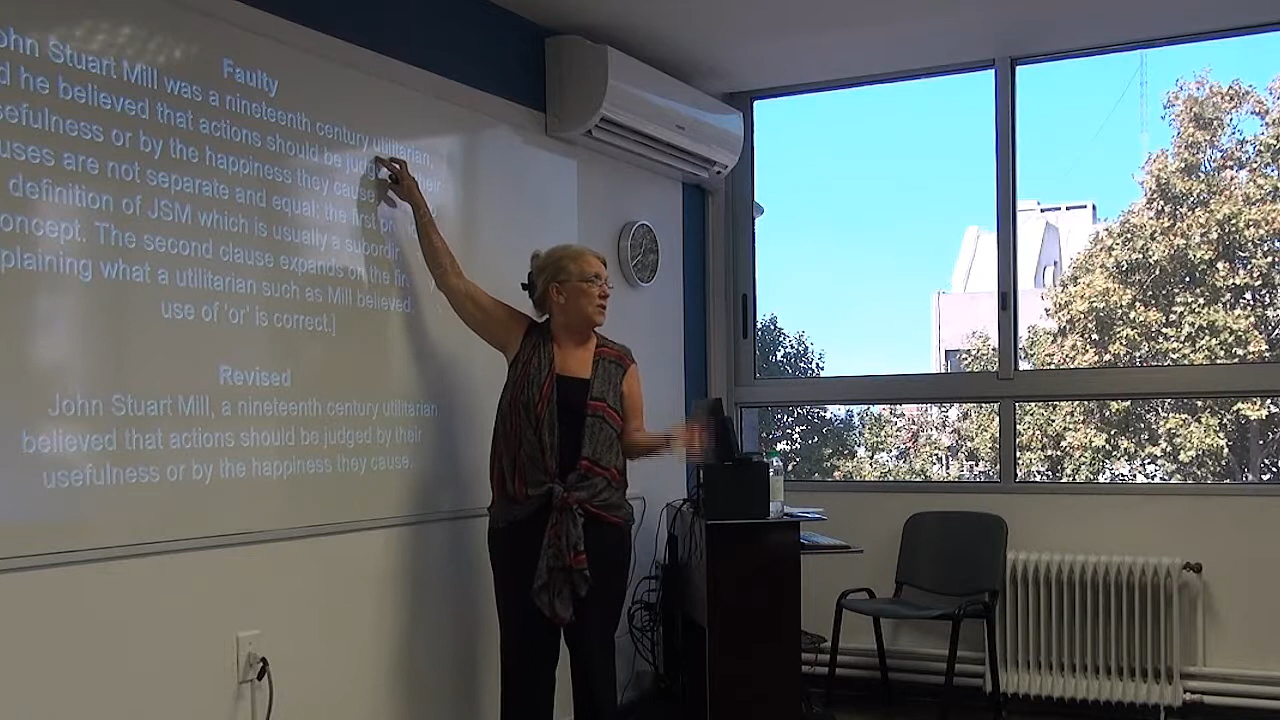 Faulty
ohn Stuart Mill was a nineteenth century utilitarian,
d he believed that actions should be judg their
sefulness or by the happiness they cause.
uses are not separate and equal: the first pr
definition of JSM which is usually a subordir
oncept. The second clause expands on the fir y
plaining what a utilitarian such as Mill believed.
use of 'or' is correct.]
Revised
John Stuart Mill, a nineteenth century utilitarian
believed that actions should be judged by their
usefulness or by the happiness they cause.